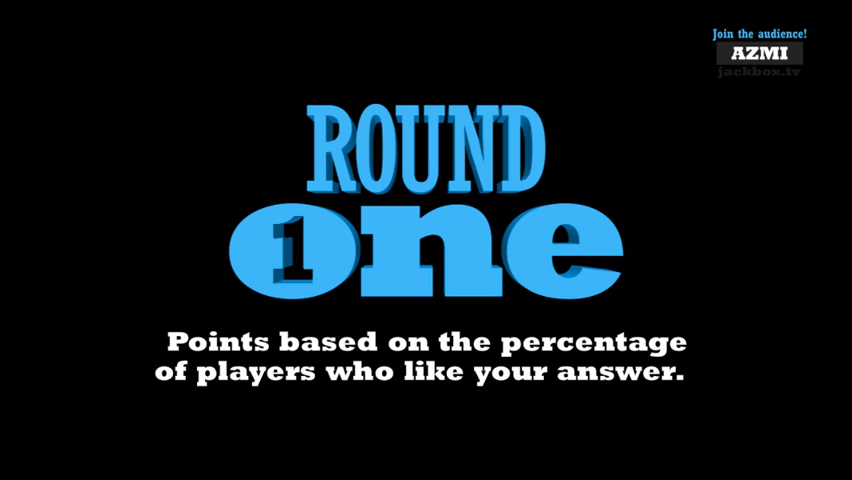 Join the audience!
AZMI
jackbox.tv
ROUND
one
1
Points based on the percentage
of players who like your answer.